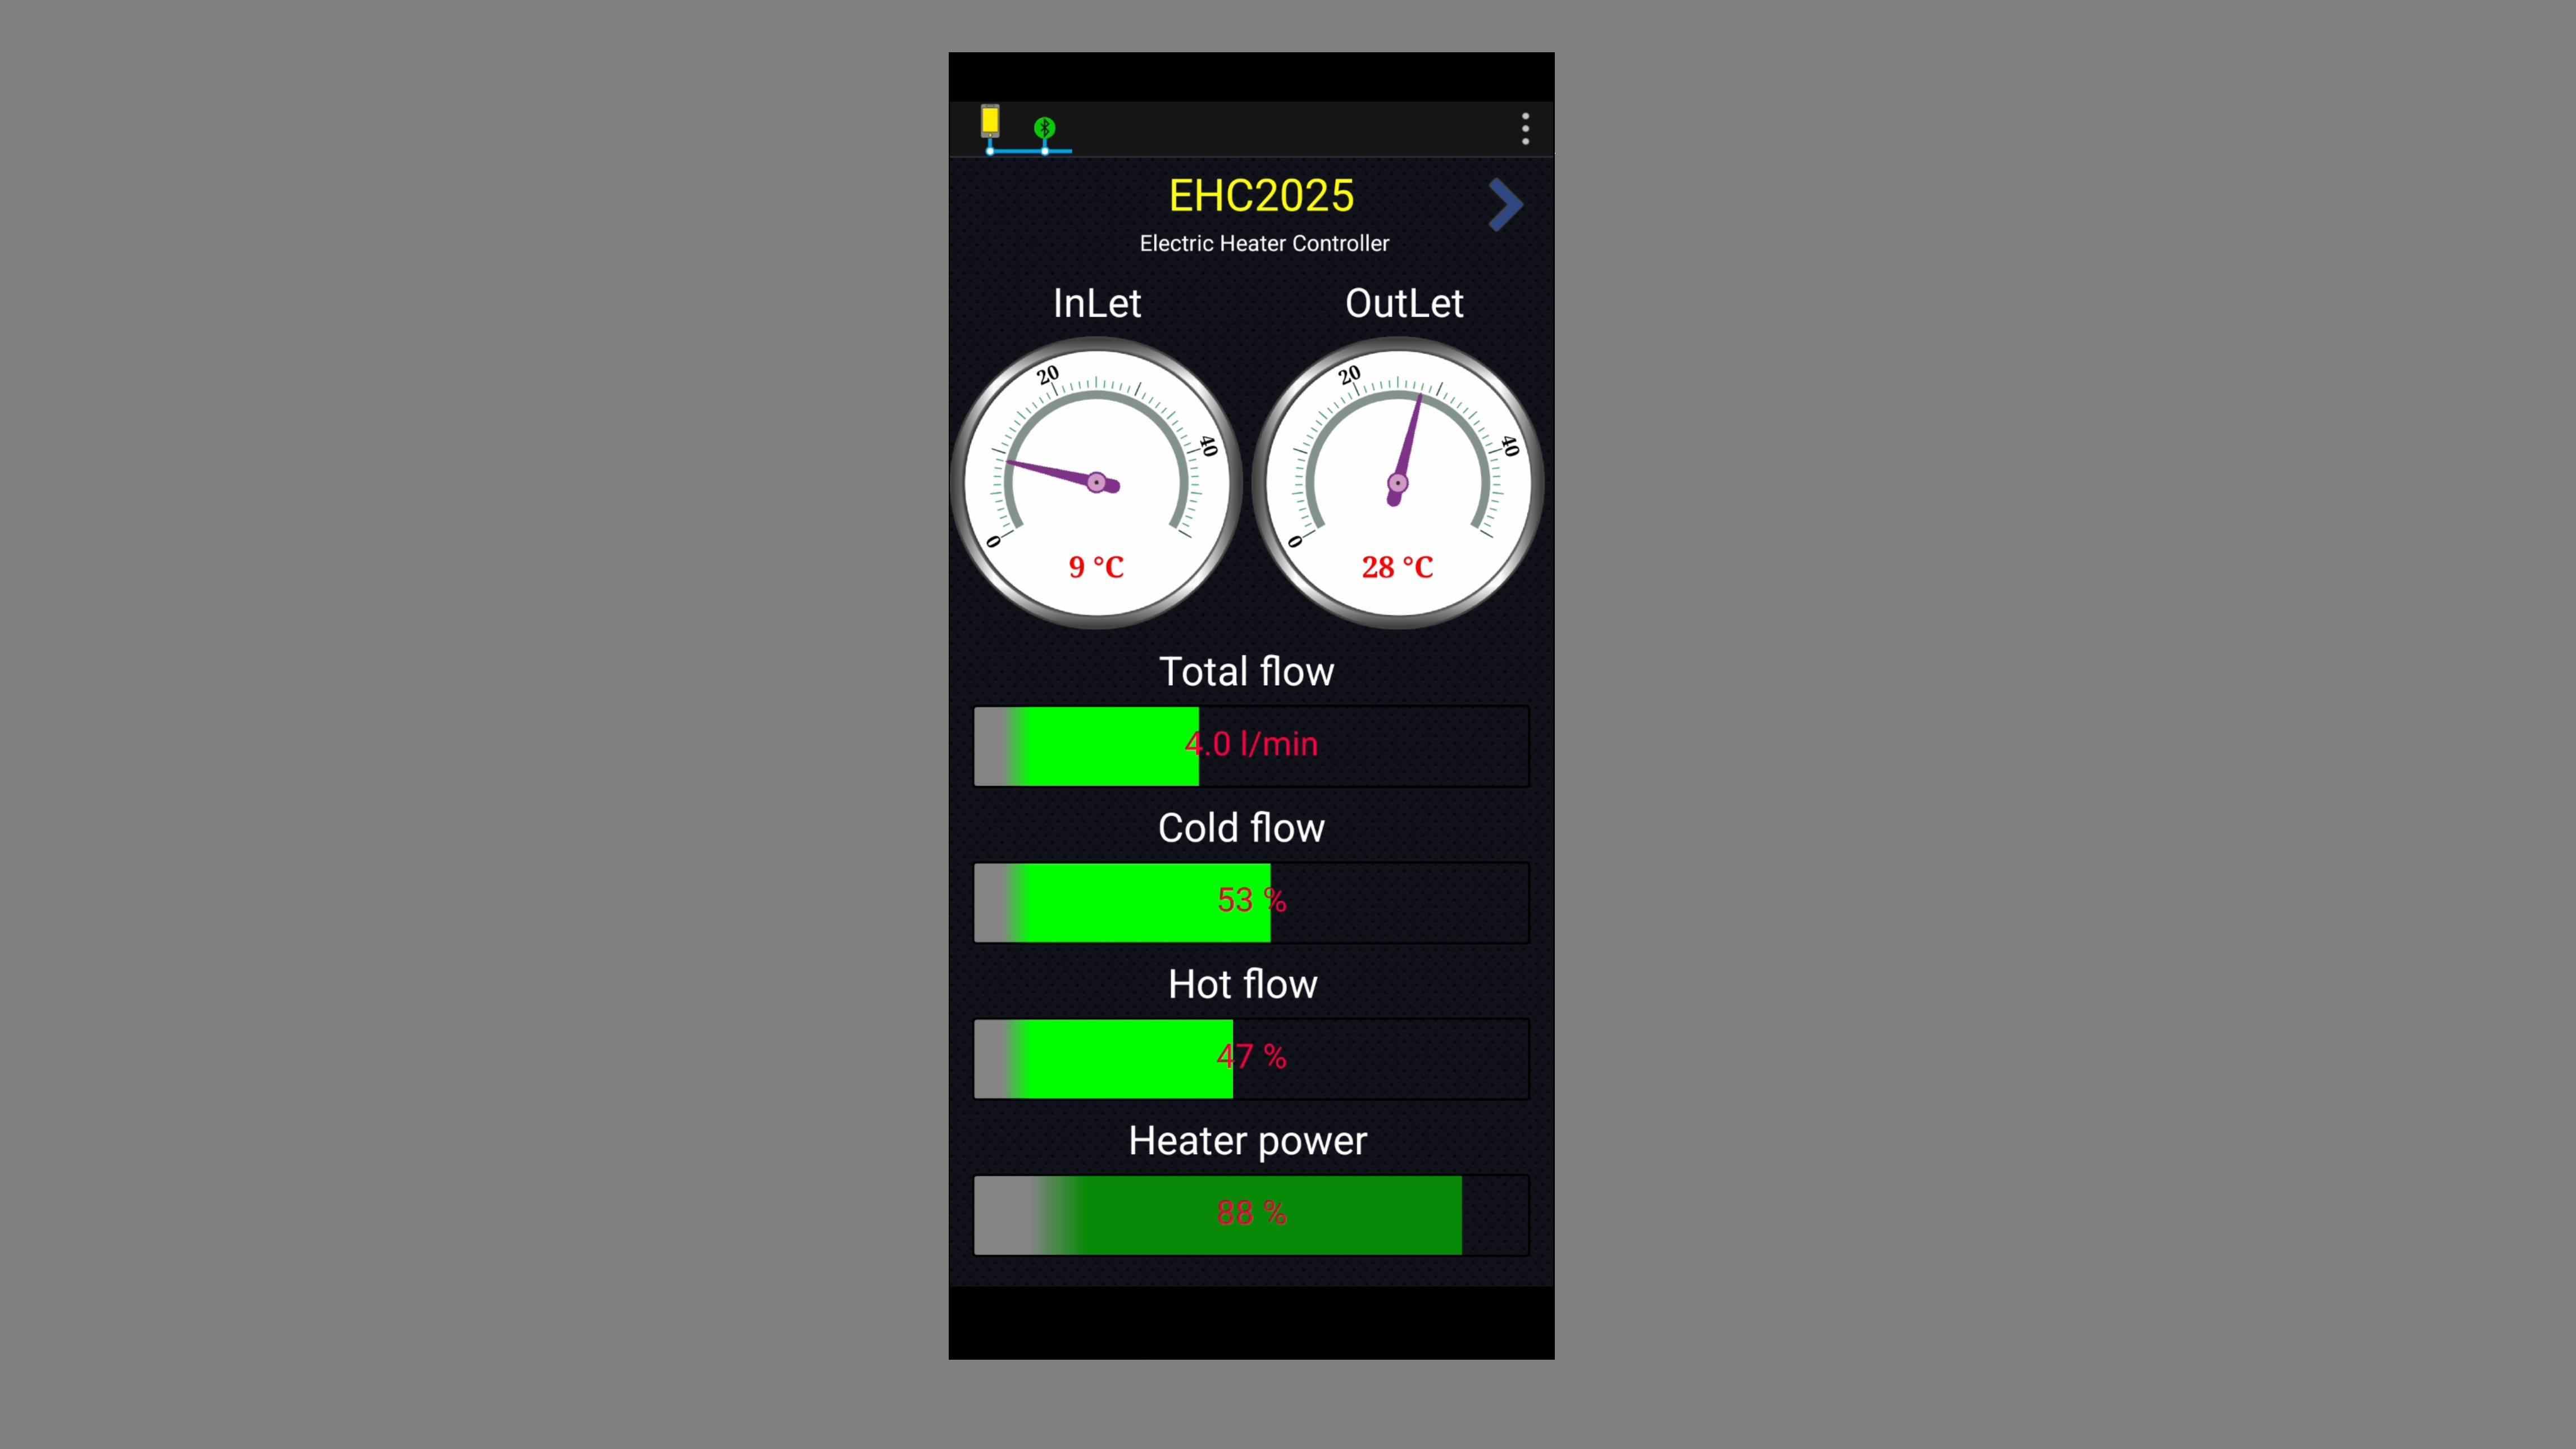 EHC2025
Electric Heater Controller
InLet
OutLet
20
40
0
9 °C
20
40
0
28 °C
Total flow
4.0 l/min
Cold flow
53 %
Hot flow
47 %
Heater power
88 %